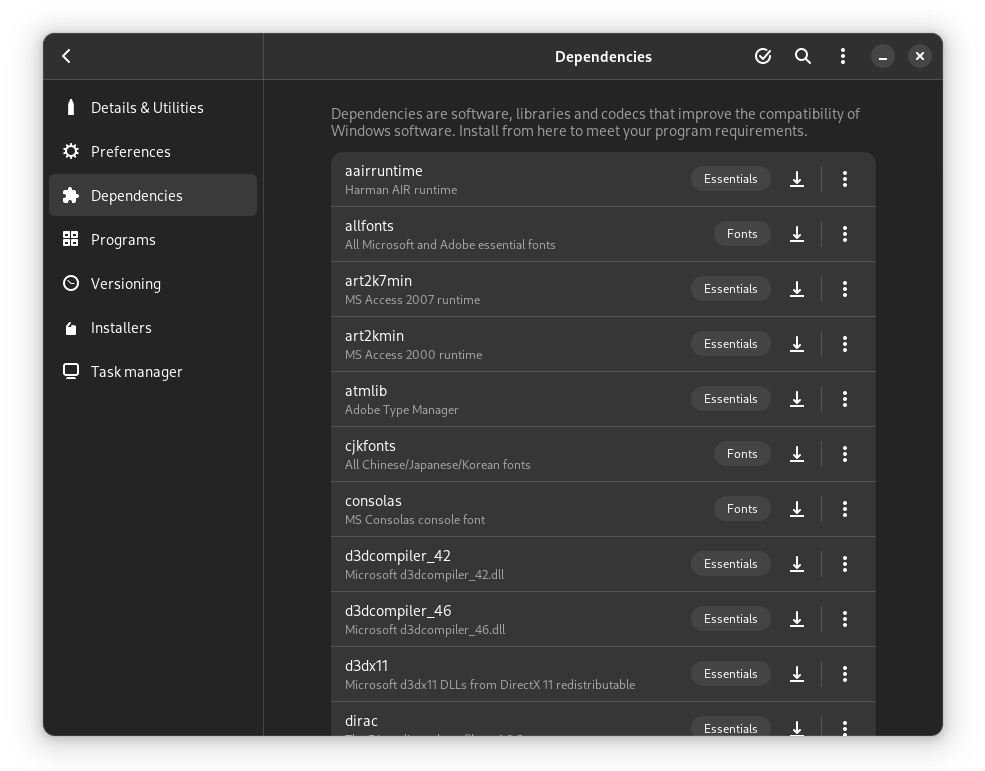 Dependencies
Details & Utilities
Preferences
Dependencies
Programs
Versioning
Installers
Task manager
Dependencies are software, libraries and codecs that improve the compatibility of
Windows software. Install from here to meet your program requirements.
aairruntime
Harman AIR runtime
Essentials
allfonts
All Microsoft and Adobe essential fonts
Fonts
art2k7min
MS Access 2007 runtime
Essentials
art2kmin
MS Access 2000 runtime
Essentials
atmlib
Adobe Type Manager
Essentials
cjkfonts
All Chinese/Japanese/Korean fonts
Fonts
consolas
MS Consolas console font
Fonts
d3dcompiler_42
Microsoft d3dcompiler_42.dll
Essentials
d3dcompiler_46
Microsoft d3dcompiler_46.dll
Essentials
d3dx11
Microsoft d3dx11 DLLs from DirectX 11 redistributable
Essentials
dirac
Essentials